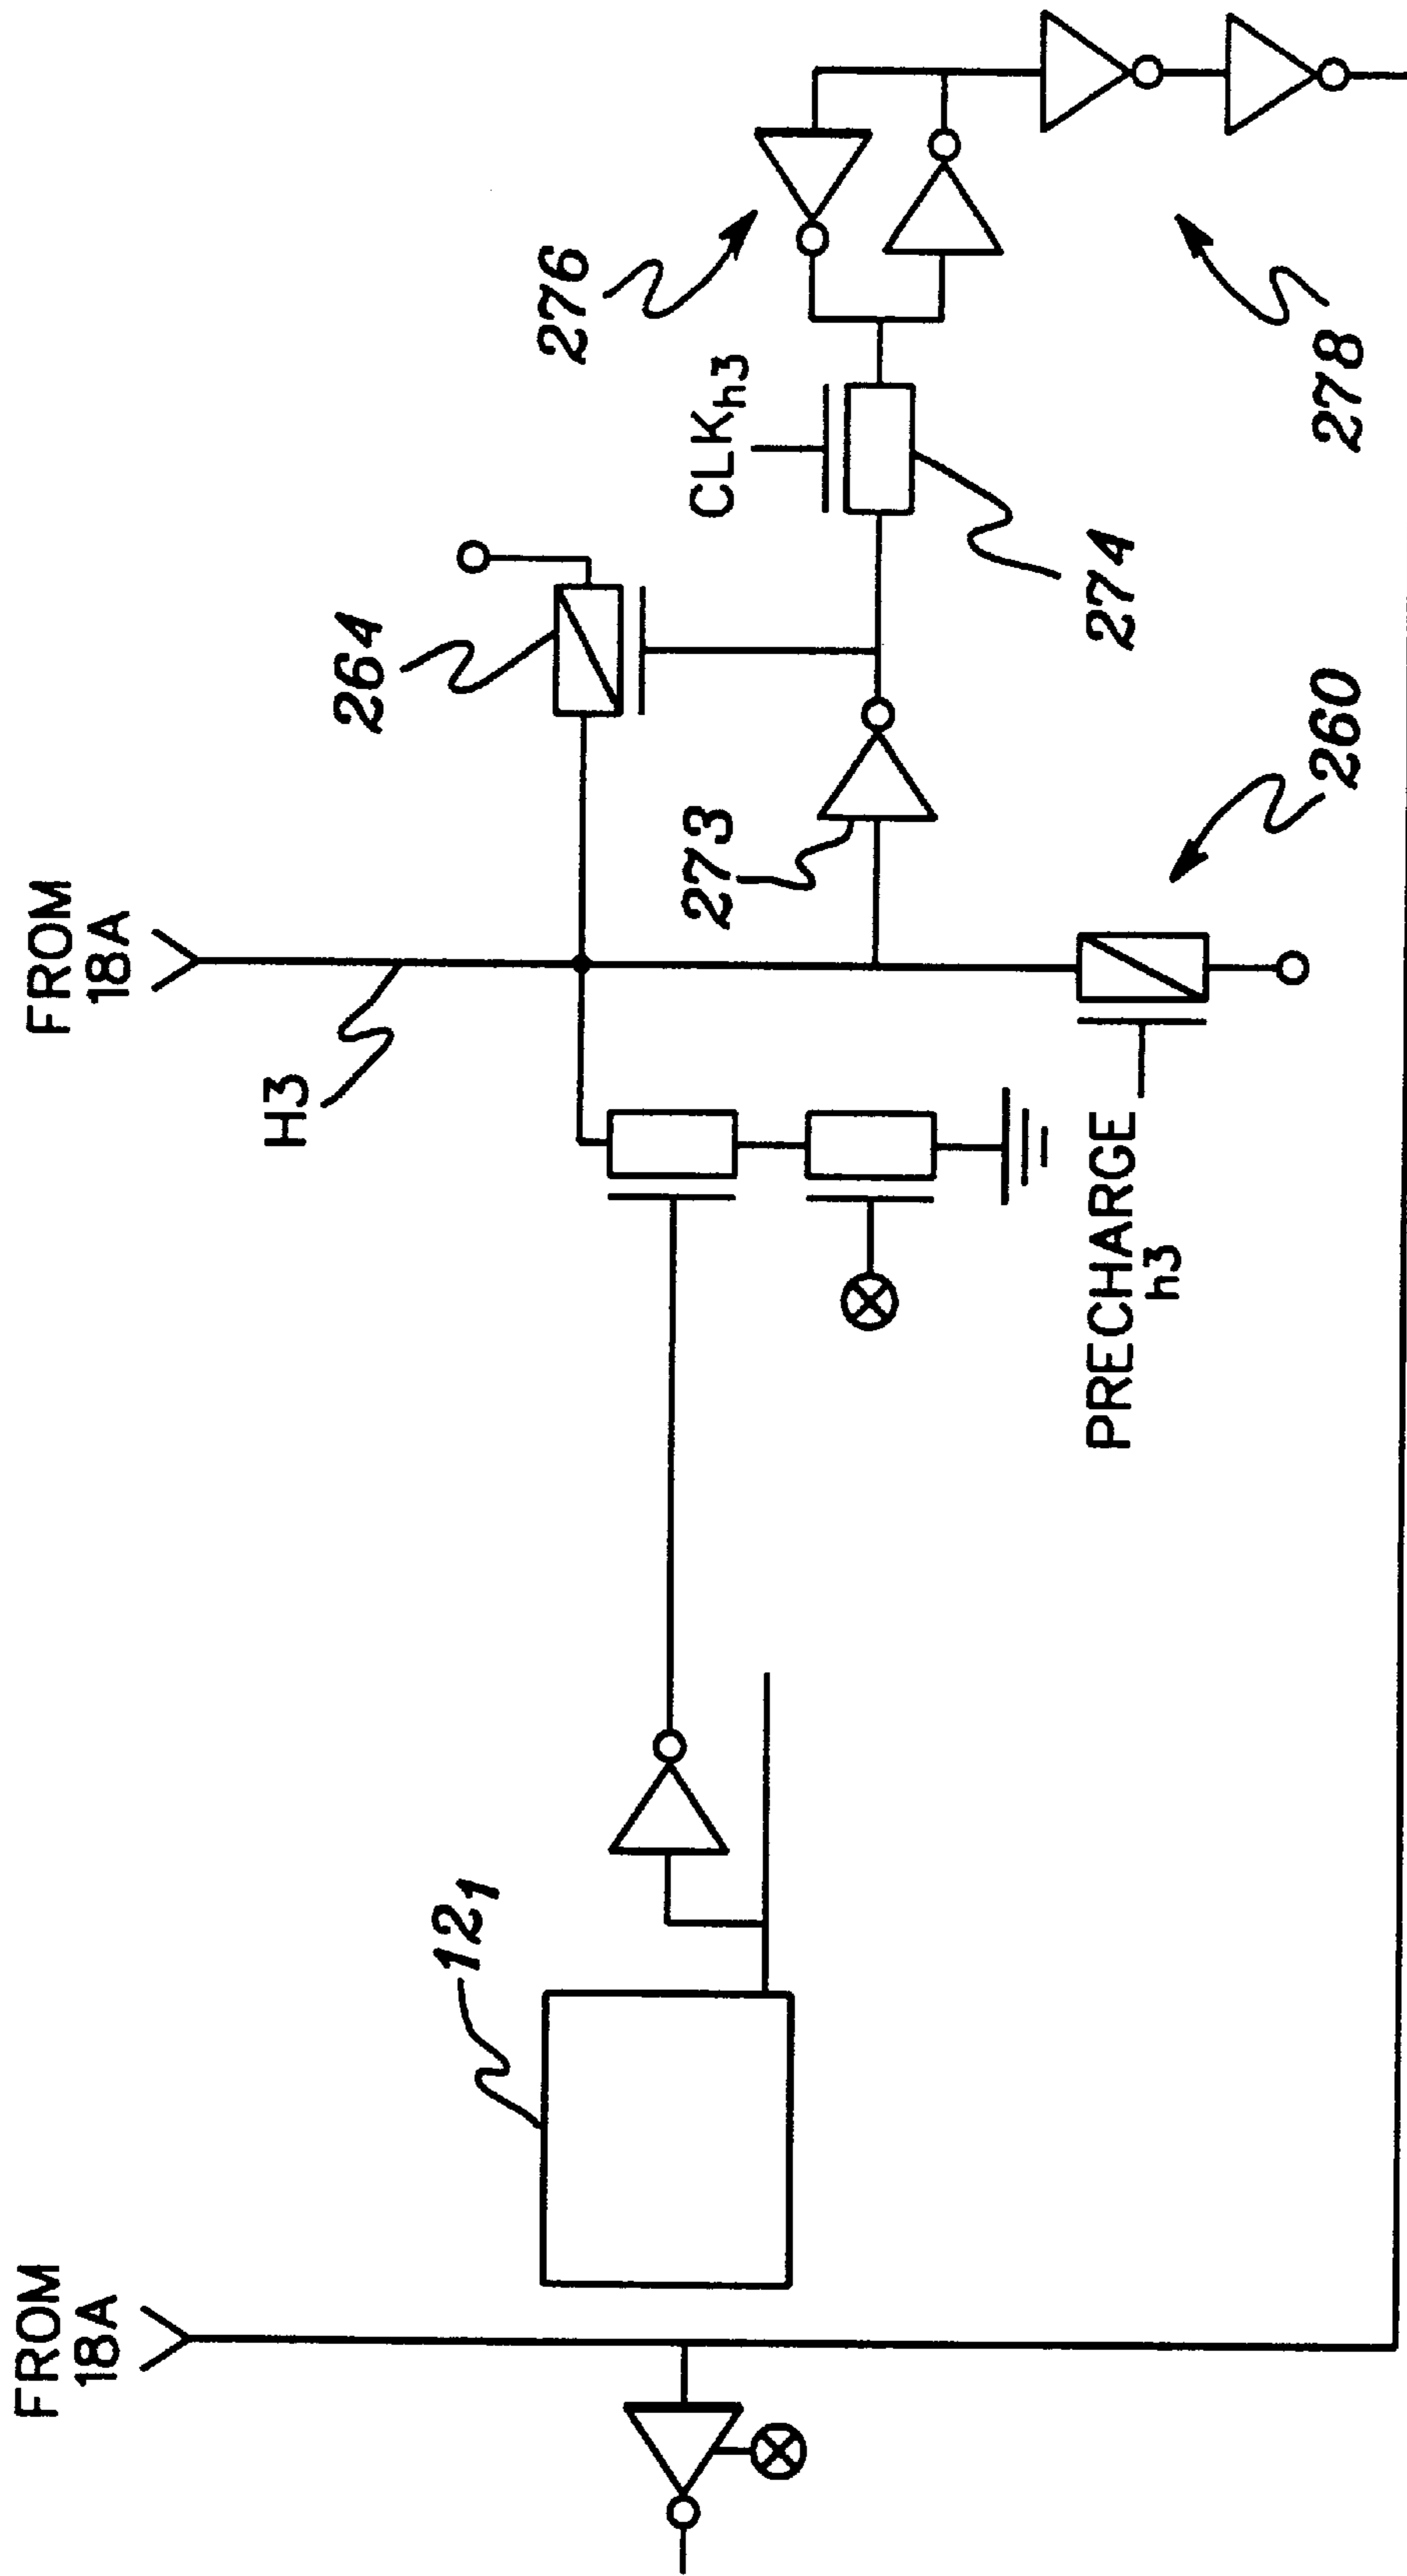 FROM
18A
12₁
FROM
18A
H3
264
276
CLKh3
273
274
278
PRECHARGE
h3
260